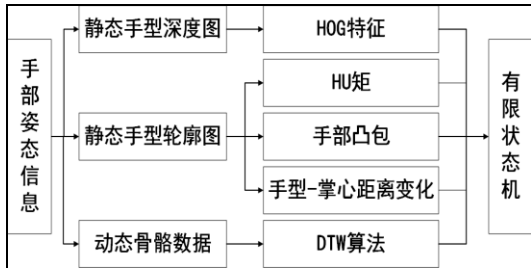 手部姿态信息
静态手型深度图
HOG特征
静态手型轮廓图
HU矩
手部凸包
手型-掌心距离变化
动态骨骼数据
DTW算法
有限状态机